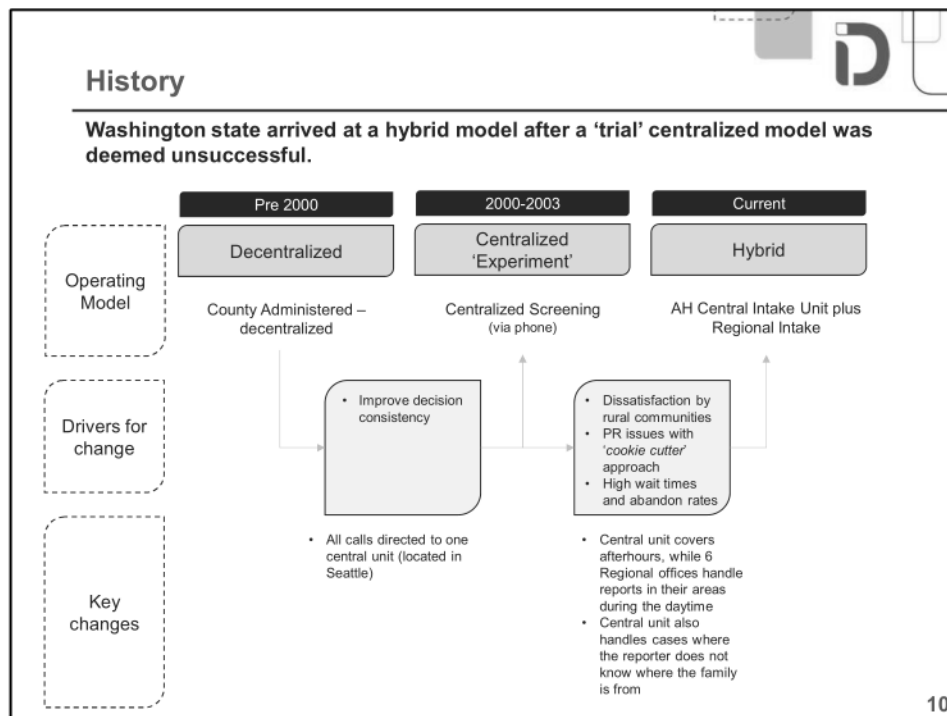 History
Washington state arrived at a hybrid model after a ‘trial’ centralized model was
deemed unsuccessful.
Pre 2000
2000-2003
Current
Operating
Model
Decentralized
Centralized
‘Experiment’
Hybrid
County Administered –
decentralized
Centralized Screening
(via phone)
AH Central Intake Unit plus
Regional Intake
Drivers for
change
• Improve decision
consistency
• Dissatisfaction by
rural communities
• PR issues with
‘cookie cutter’
approach
• High wait times
and abandon rates
Key
changes
• All calls directed to one
central unit (located in
Seattle)
• Central unit covers
afterhours, while 6
Regional offices handle
reports in their areas
during the daytime
• Central unit also
handles cases where
the reporter does not
know where the family
is from
10